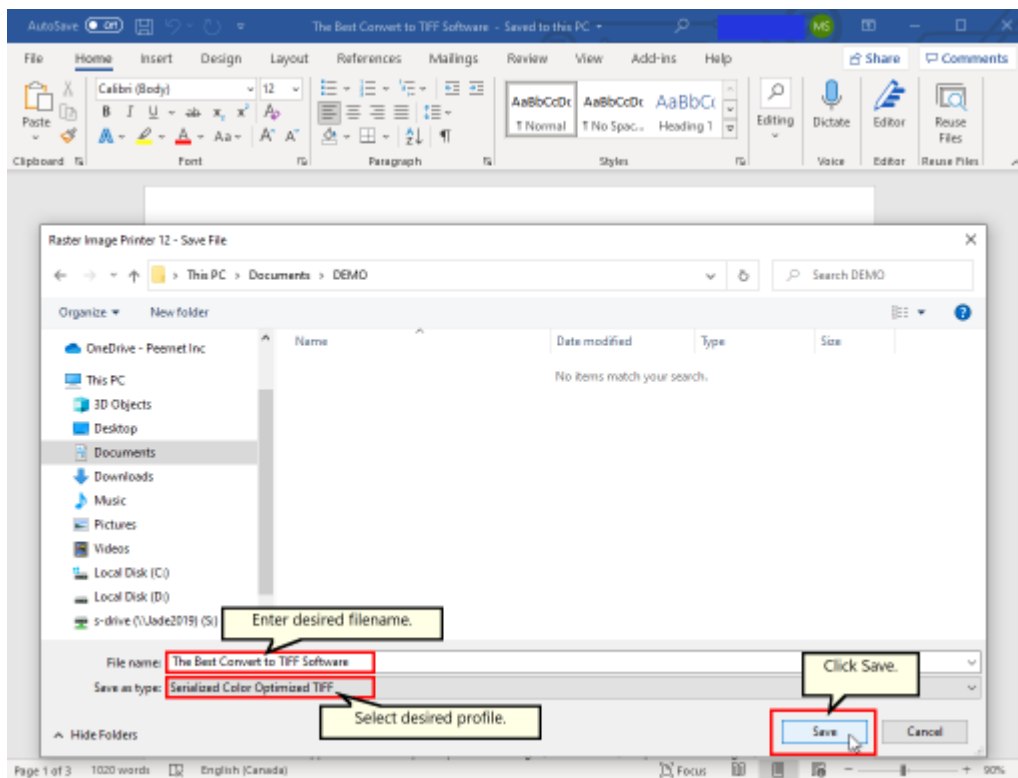 AutoSave Off The Best Convert to TIFF Software - Saved to this PC MS
File Home Insert Design Layout References Mailings Review View Add-ins Help Share Comments
Calibri (Body) 12
Paste
B I U ab x₂ x² A
A A Aa A A
AaBbCcDc AaBbCcDc AaBbCc
¶ Normal ¶ No Spac... Heading 1
Editing Dictate Editor Reuse Files
Clipboard Font Paragraph Styles Voice Editor Reuse Files
Raster Image Printer 12 - Save File
This PC > Documents > DEMO Search DEMO
Organize New folder
Name Date modified Type Size
No items match your search.
OneDrive - Peernet Inc
This PC
3D Objects
Desktop
Documents
Downloads
Music
Pictures
Videos
Local Disk (C:)
Local Disk (D:)
s-drive (\\Jade2019) (S:)
Enter desired filename.
File name: The Best Convert to TIFF Software
Click Save.
Save as type: Serialized Color Optimized TIFF
Select desired profile.
Hide Folders Save Cancel
Page 1 of 3 1020 words English (Canada) Focus 90%